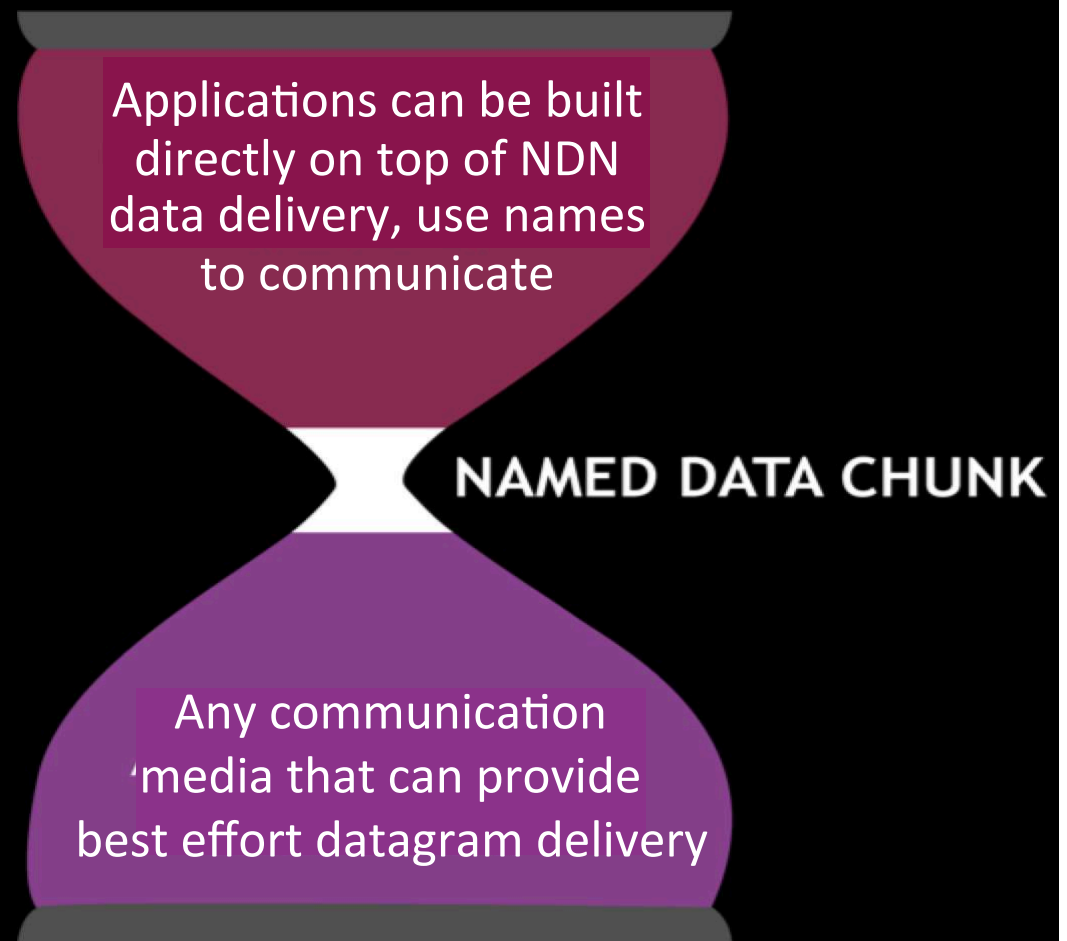 Applications can be built
directly on top of NDN
data delivery, use names
to communicate
NAMED DATA CHUNK
Any communication
media that can provide
best effort datagram delivery